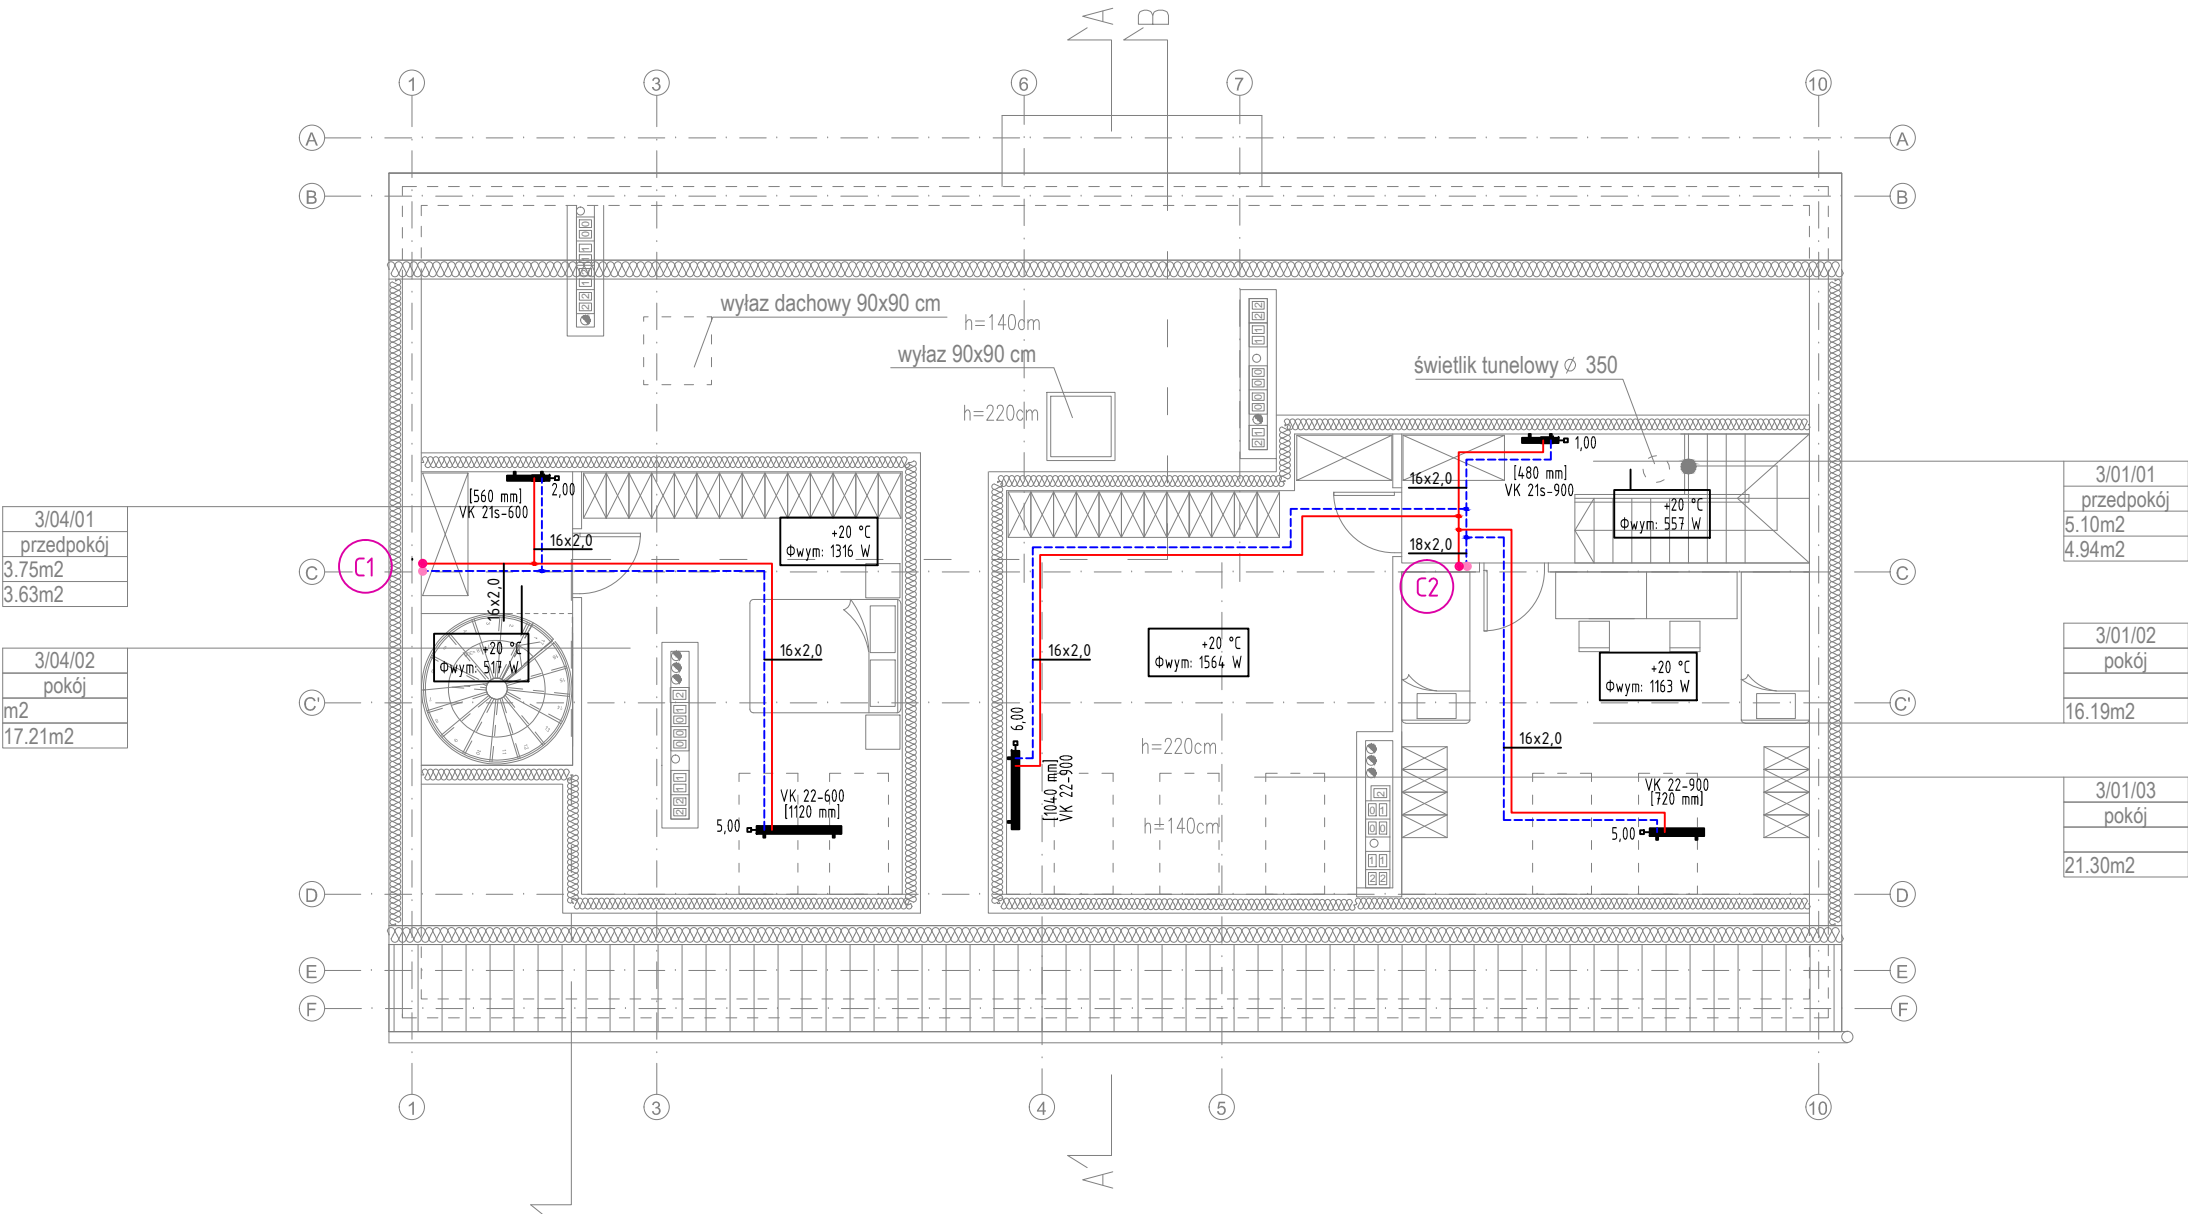 A
B
1
3
6
7
10
A
A
B
B
wyłaz dachowy 90x90 cm
h=140cm
wyłaz 90x90 cm
h=220cm
świetlik tunelowy ⌀ 350
1,00
[480 mm]
VK 21s-900
16x2,0
18x2,0
2,00
[560 mm]
VK 21s-600
16x2,0
16x2,0
+20 °C
Φwym: 1316 W
+20 °C
Φwym: 557 W
3/04/01
przedpokój
3.75m2
3.63m2
3/01/01
przedpokój
5.10m2
4.94m2
C1
C2
C
C
+20 °C
Φwym: 517 W
16x2,0
16x2,0
+20 °C
Φwym: 1564 W
+20 °C
Φwym: 1163 W
3/04/02
pokój
m2
17.21m2
3/01/02
pokój
16.19m2
C'
C'
6,00
[1040 mm]
VK 22-900
h=220cm
h=140cm
16x2,0
VK 22-600
[1120 mm]
5,00
VK 22-900
[720 mm]
5,00
3/01/03
pokój
21.30m2
D
D
E
E
F
F
1
3
4
5
10
A